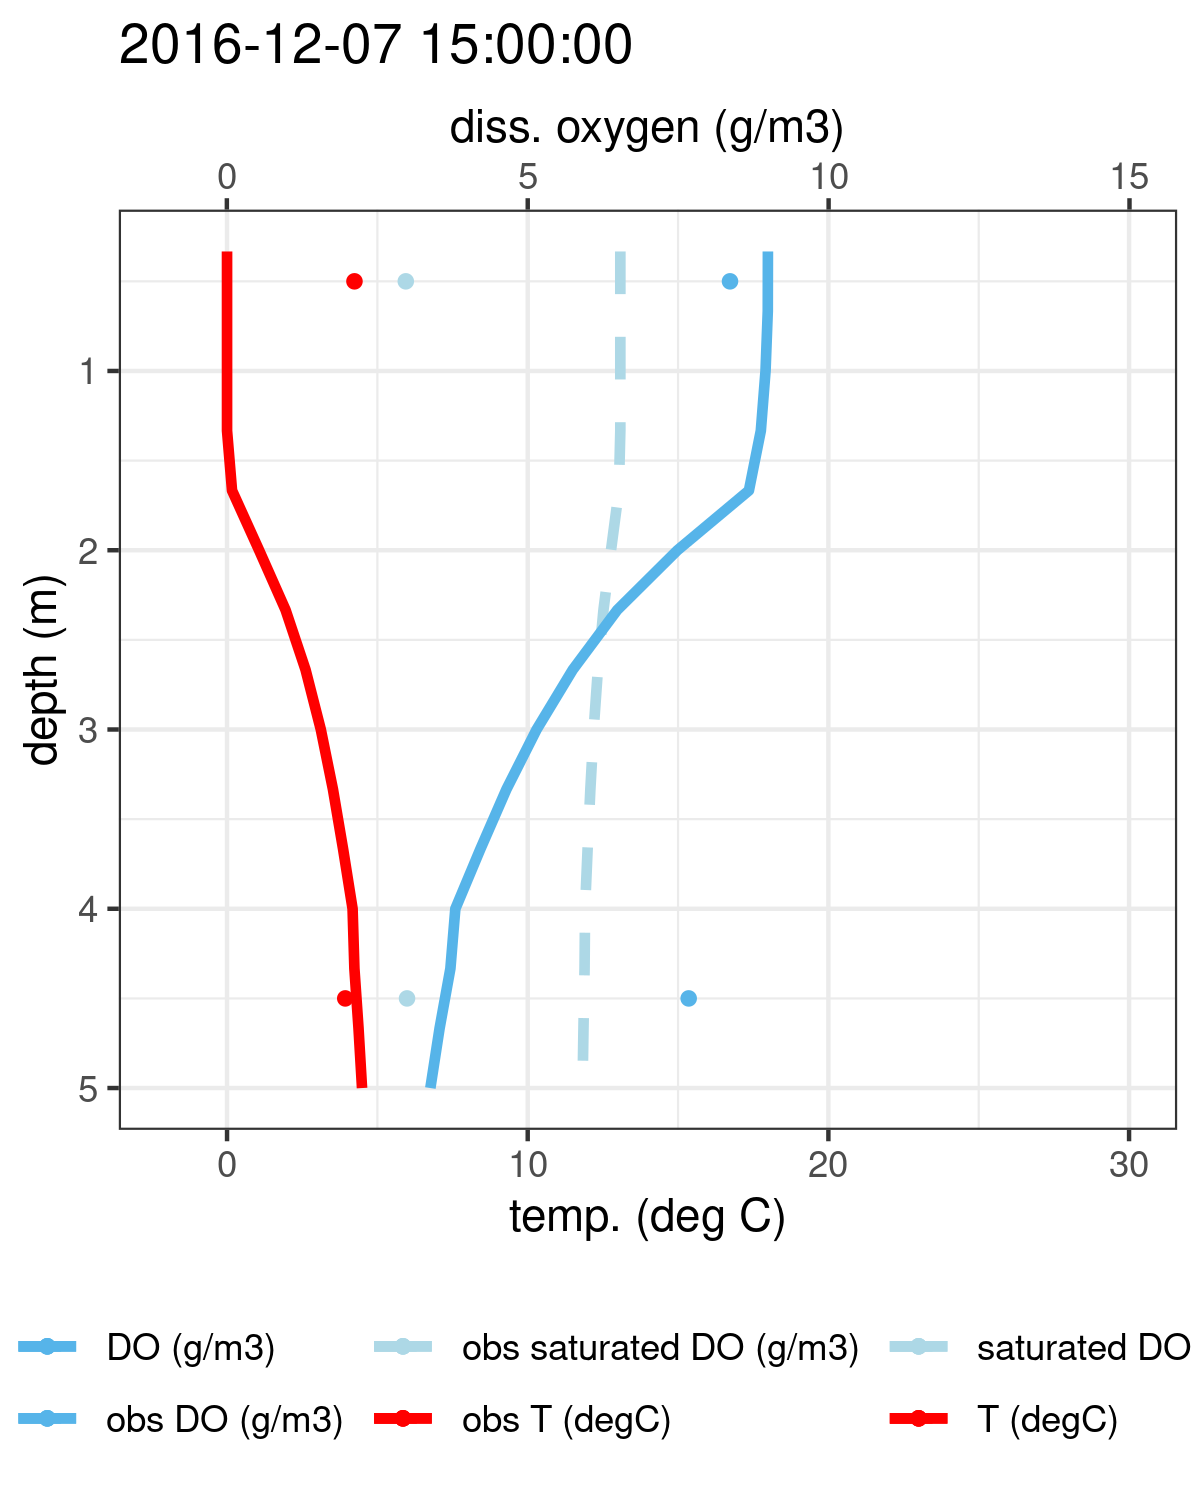 2016-12-07 15:00:00
diss. oxygen (g/m3)
0 5 10 15
depth (m)
1
2
3
4
5
0 10 20 30
temp. (deg C)
DO (g/m3) obs saturated DO (g/m3) saturated DO
obs DO (g/m3) obs T (degC) T (degC)